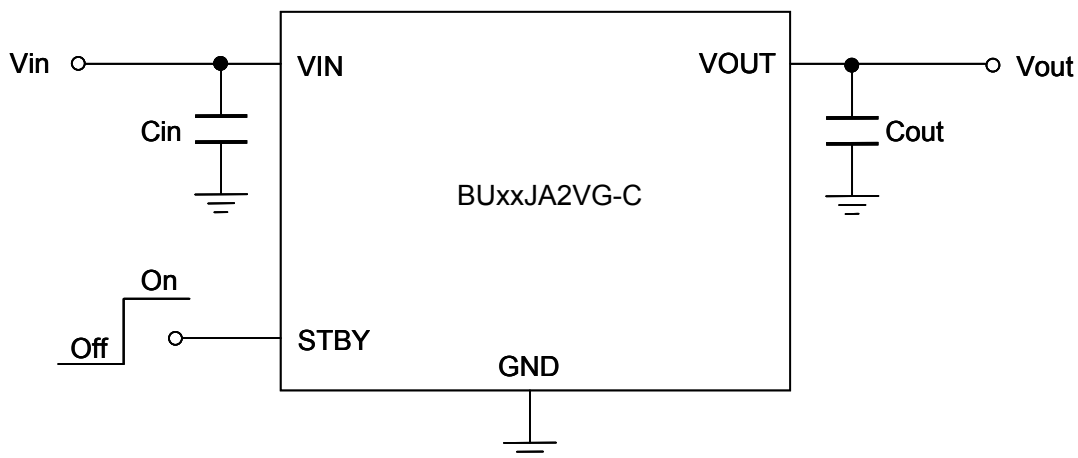 Vin
VIN
VOUT
Vout
Cin
Cout
BUxxJA2VG-C
On
Off
STBY
GND